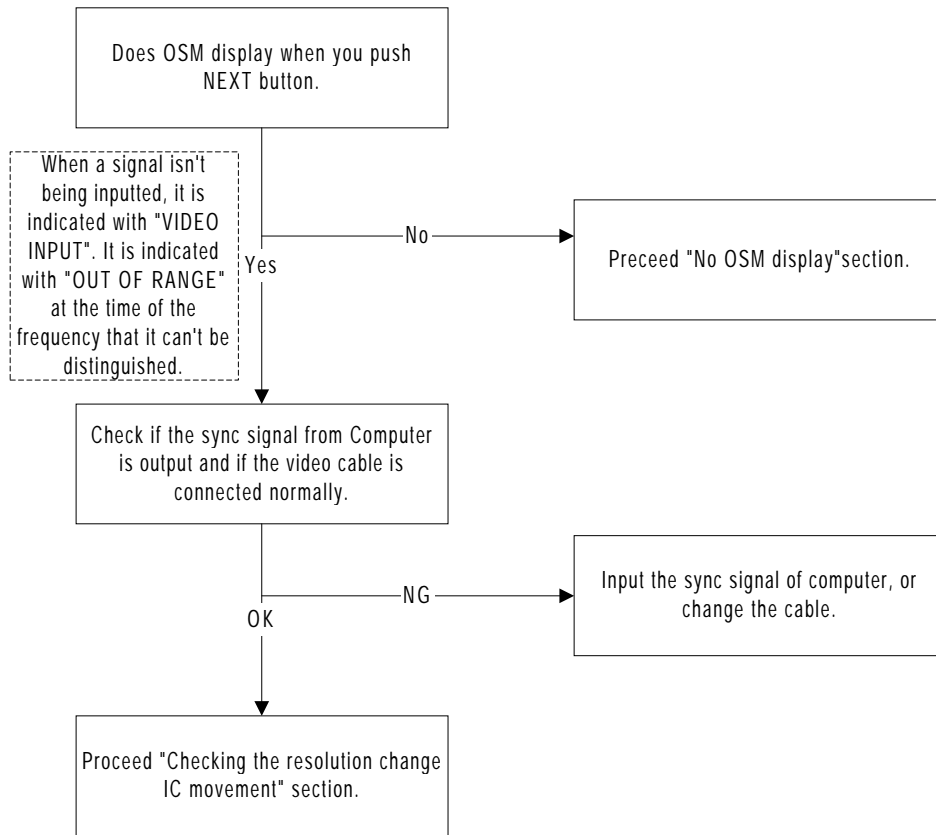 Does OSM display when you push
NEXT button.
When a signal isn't
being inputted, it is
indicated with "VIDEO
INPUT". It is indicated
with "OUT OF RANGE"
at the time of the
frequency that it can't be
distinguished.
No
Yes
Preceed "No OSM display"section.
Check if the sync signal from Computer
is output and if the video cable is
connected normally.
NG
OK
Input the sync signal of computer, or
change the cable.
Proceed "Checking the resolution change
IC movement" section.